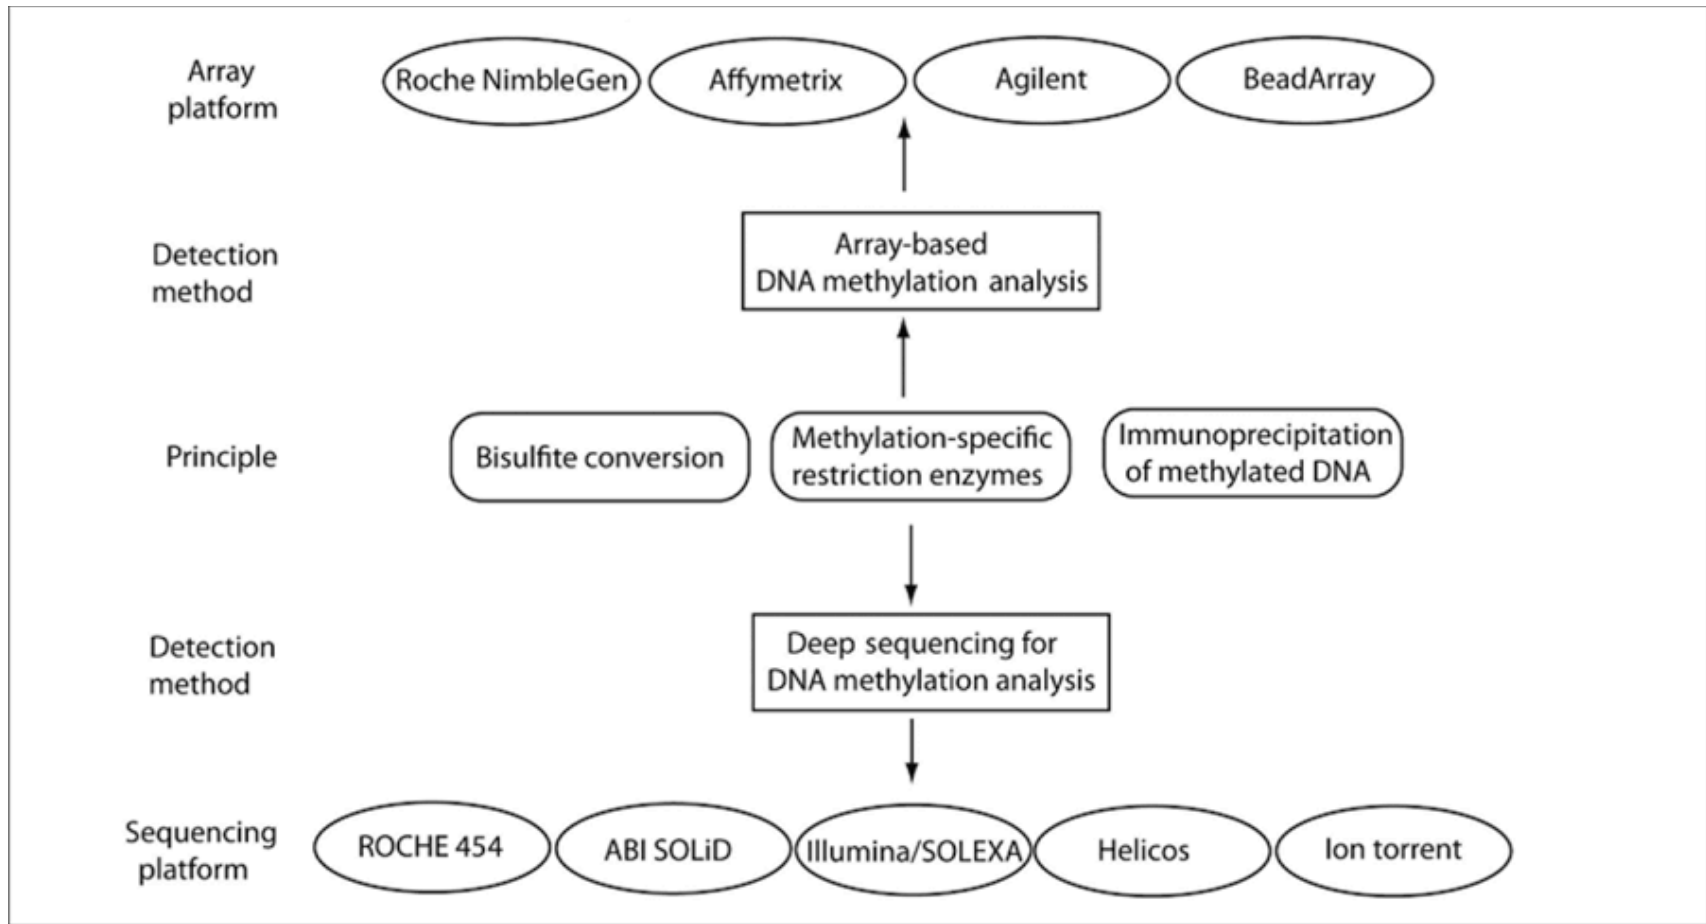 Array
platform
Roche NimbleGen
Affymetrix
Agilent
BeadArray
Detection
method
Array-based
DNA methylation analysis
Principle
Bisulfite conversion
Methylation-specific
restriction enzymes
Immunoprecipitation
of methylated DNA
Detection
method
Deep sequencing for
DNA methylation analysis
Sequencing
platform
ROCHE 454
ABI SOLiD
Illumina/SOLEXA
Helicos
Ion torrent